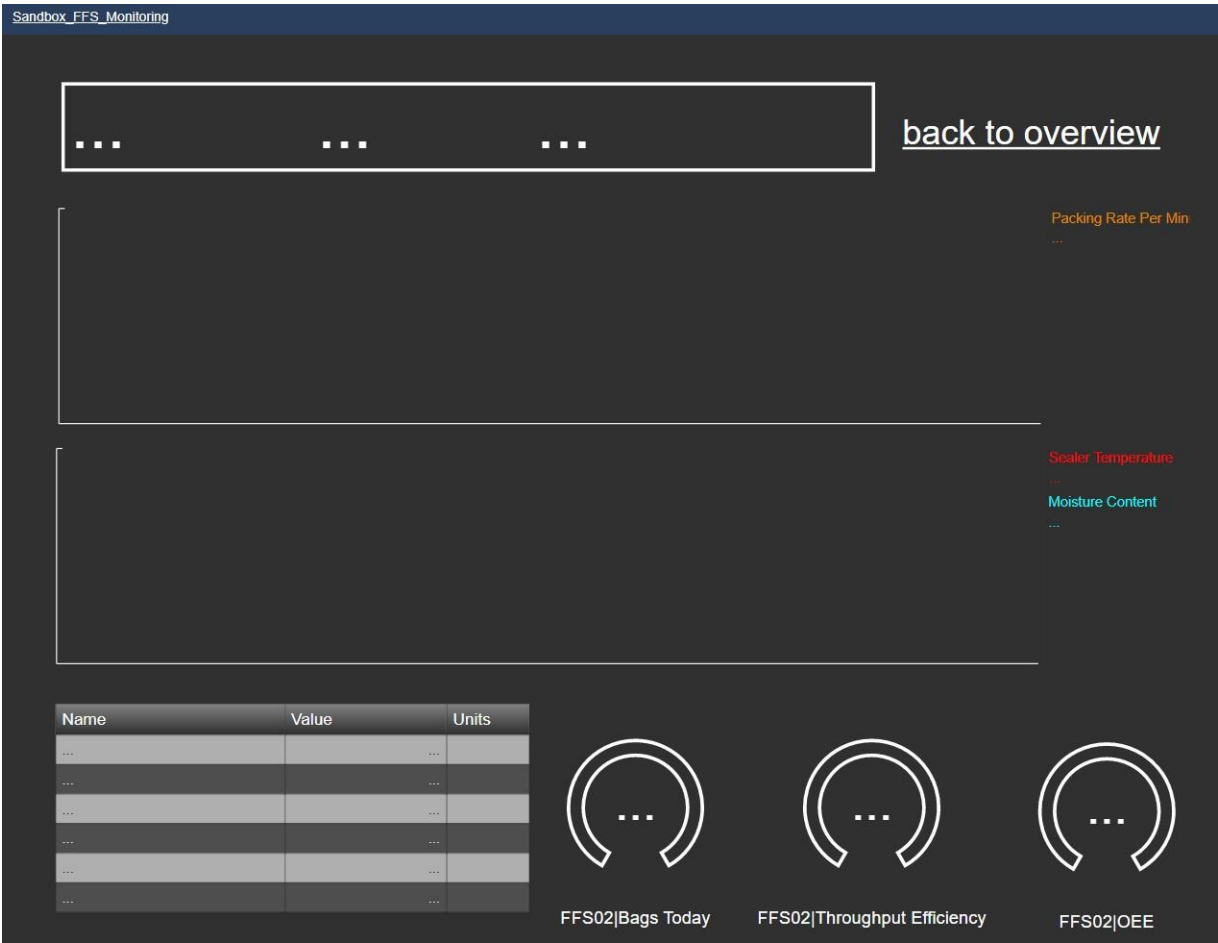 Sandbox_FFS_Monitoring
... ... ...
back to overview
Packing Rate Per Min
...
Sealer Temperature
...
Moisture Content
...
Name Value Units
... ...
... ...
... ...
... ...
... ...
... ...
... ... ...
FFS02|Bags Today FFS02|Throughput Efficiency FFS02|OEE